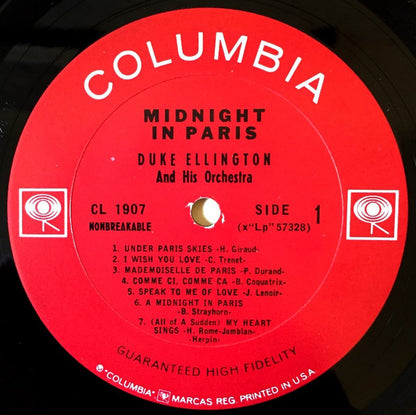 COLUMBIA
MIDNIGHT
IN PARIS
DUKE ELLINGTON
And His Orchestra
CL 1907
NONBREAKABLE
SIDE 1
(x"Lp" 57328)
1. UNDER PARIS SKIES -H. Giraud-
2. I WISH YOU LOVE -C. Trenet-
3. MADEMOISELLE DE PARIS -P. Durand-
4. COMME CI, COMME CA -B. Coquatrix-
5. SPEAK TO ME OF LOVE -J. Lenoir-
6. A MIDNIGHT IN PARIS
-B. Strayhorn-
7. (All of A Sudden) MY HEART
SINGS -H. Rome-Jamblan-
-Herpin-
GUARANTEED HIGH FIDELITY
® "COLUMBIA" MARCAS REG. PRINTED IN U.S.A.